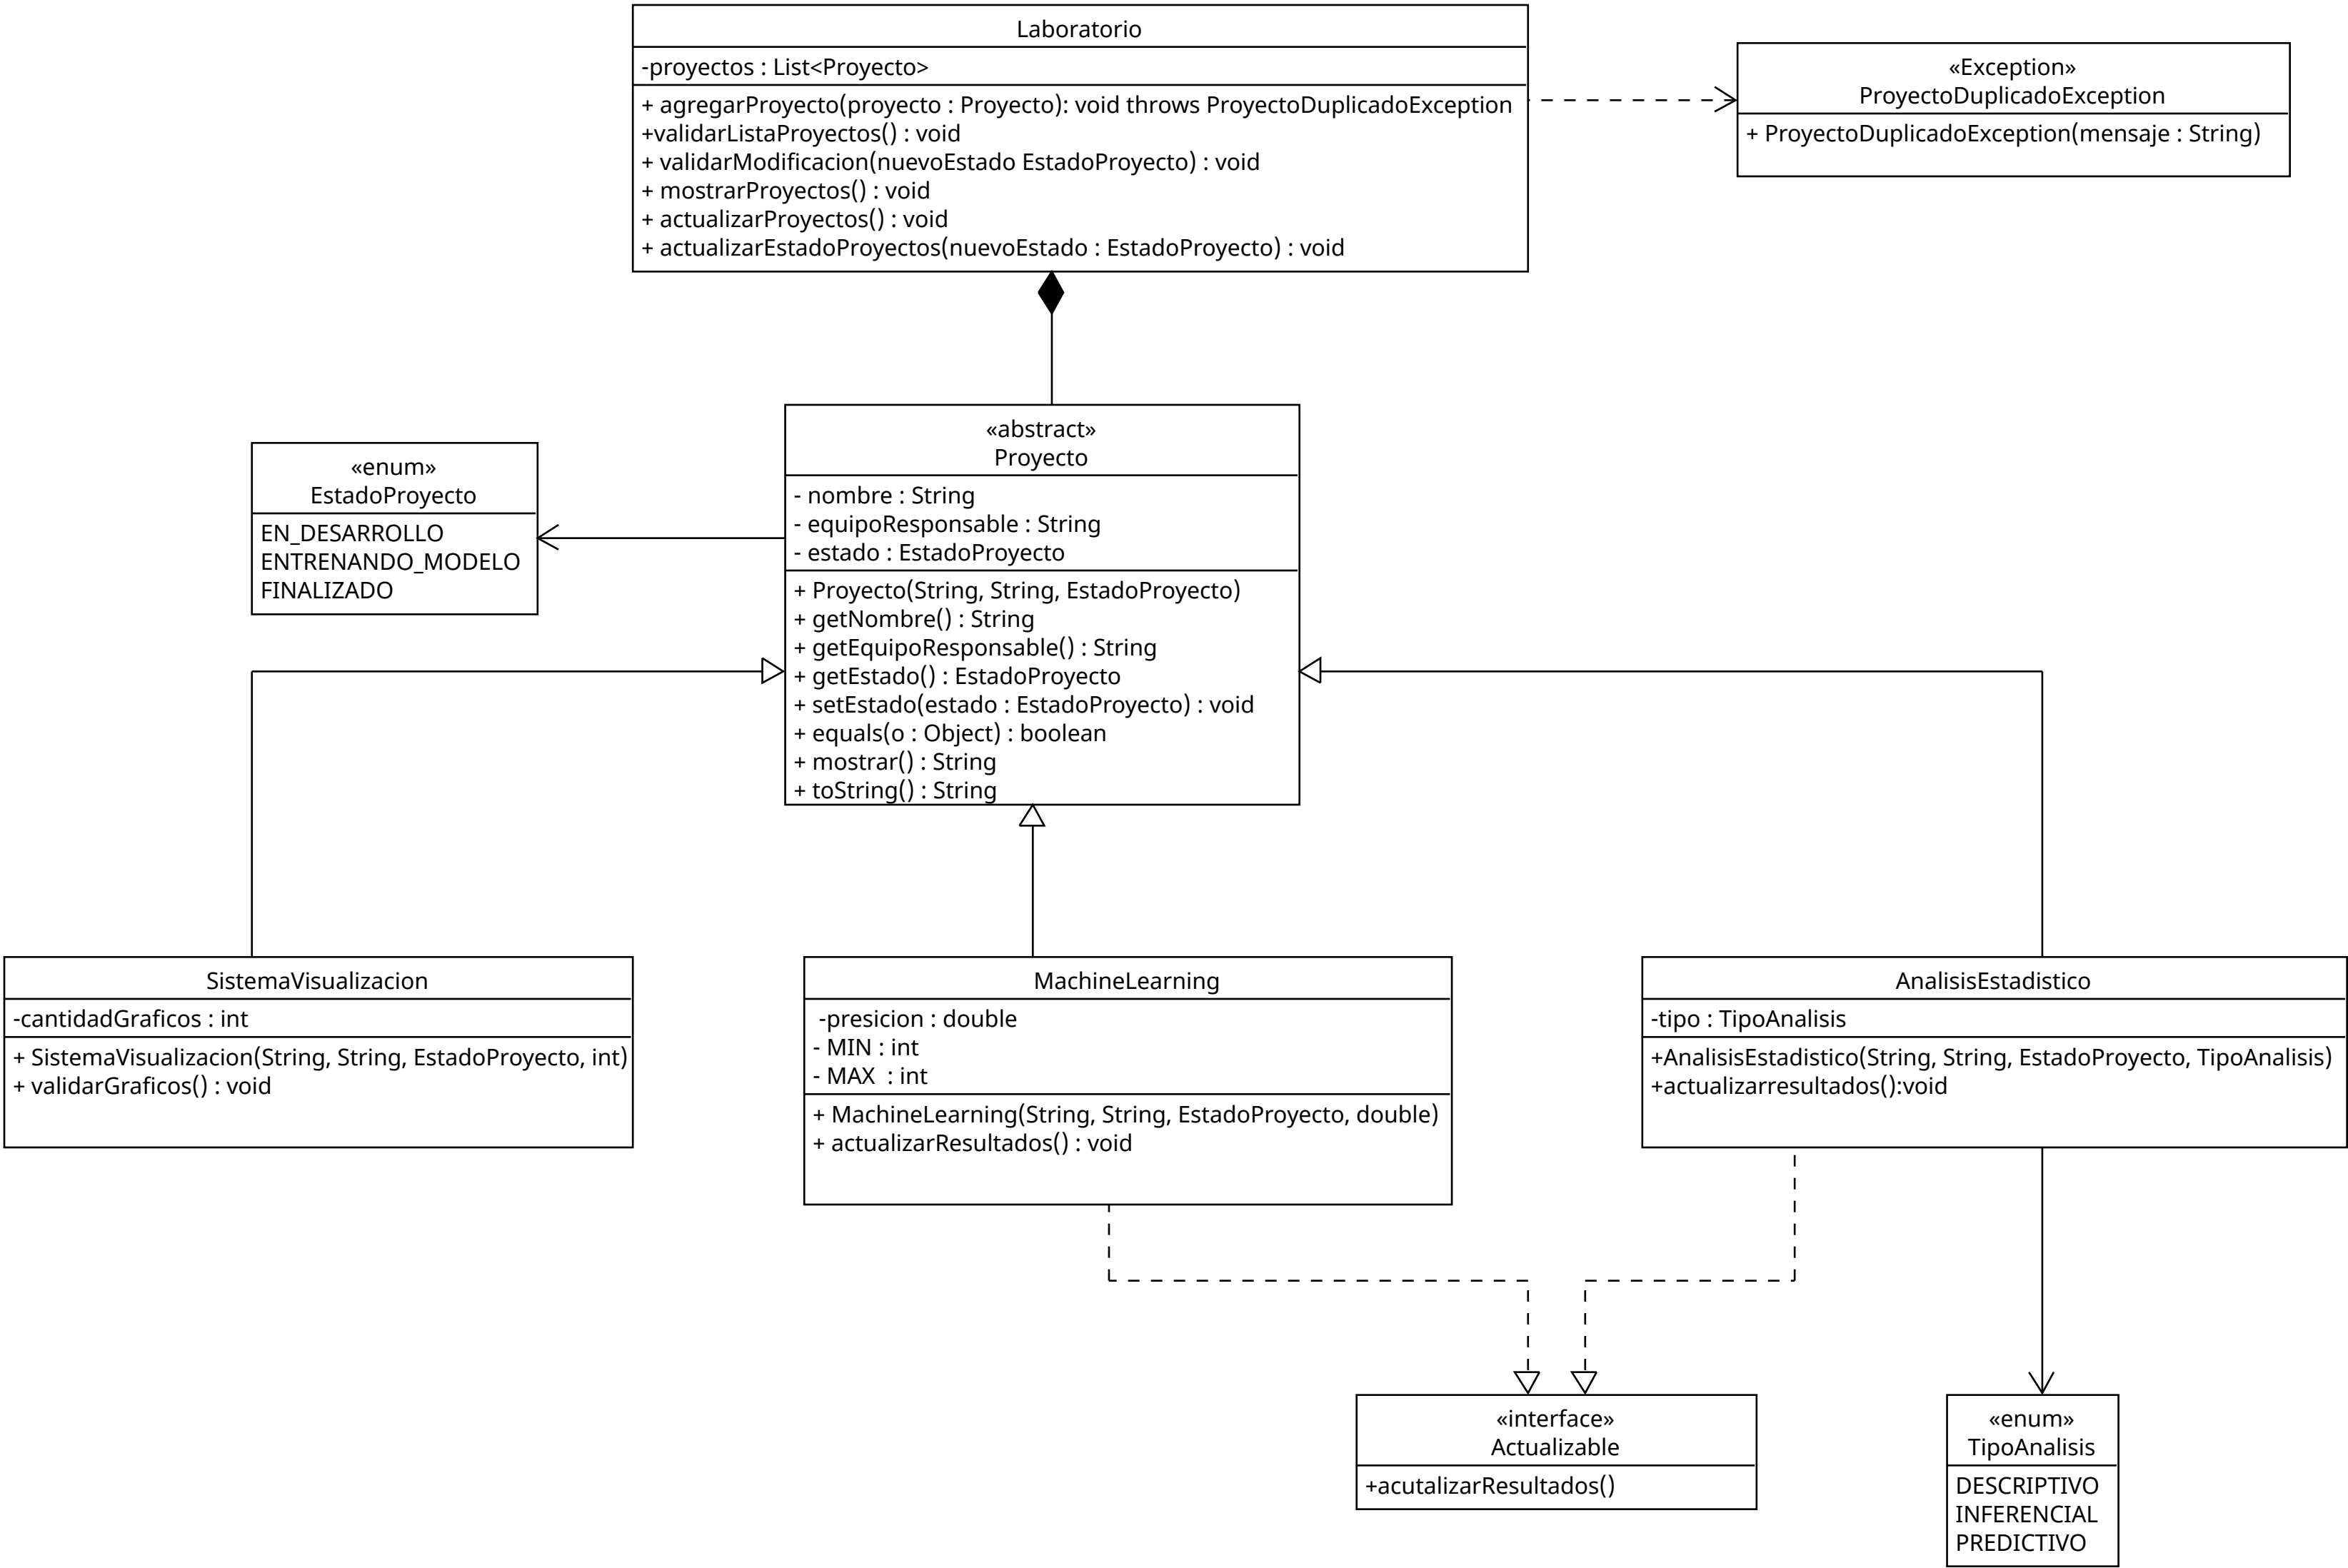 Laboratorio
-proyectos : List<Proyecto>
+ agregarProyecto(proyecto : Proyecto): void throws ProyectoDuplicadoException
+validarListaProyectos() : void
+ validarModificacion(nuevoEstado EstadoProyecto) : void
+ mostrarProyectos() : void
+ actualizarProyectos() : void
+ actualizarEstadoProyectos(nuevoEstado : EstadoProyecto) : void
«Exception»
ProyectoDuplicadoException
+ ProyectoDuplicadoException(mensaje : String)
«enum»
EstadoProyecto
EN_DESARROLLO
ENTRENANDO_MODELO
FINALIZADO
«abstract»
Proyecto
- nombre : String
- equipoResponsable : String
- estado : EstadoProyecto
+ Proyecto(String, String, EstadoProyecto)
+ getNombre() : String
+ getEquipoResponsable() : String
+ getEstado() : EstadoProyecto
+ setEstado(estado : EstadoProyecto) : void
+ equals(o : Object) : boolean
+ mostrar() : String
+ toString() : String
SistemaVisualizacion
-cantidadGraficos : int
+ SistemaVisualizacion(String, String, EstadoProyecto, int)
+ validarGraficos() : void
MachineLearning
-presicion : double
- MIN : int
- MAX  : int
+ MachineLearning(String, String, EstadoProyecto, double)
+ actualizarResultados() : void
AnalisisEstadistico
-tipo : TipoAnalisis
+AnalisisEstadistico(String, String, EstadoProyecto, TipoAnalisis)
+actualizarresultados():void
«interface»
Actualizable
+acutalizarResultados()
«enum»
TipoAnalisis
DESCRIPTIVO
INFERENCIAL
PREDICTIVO